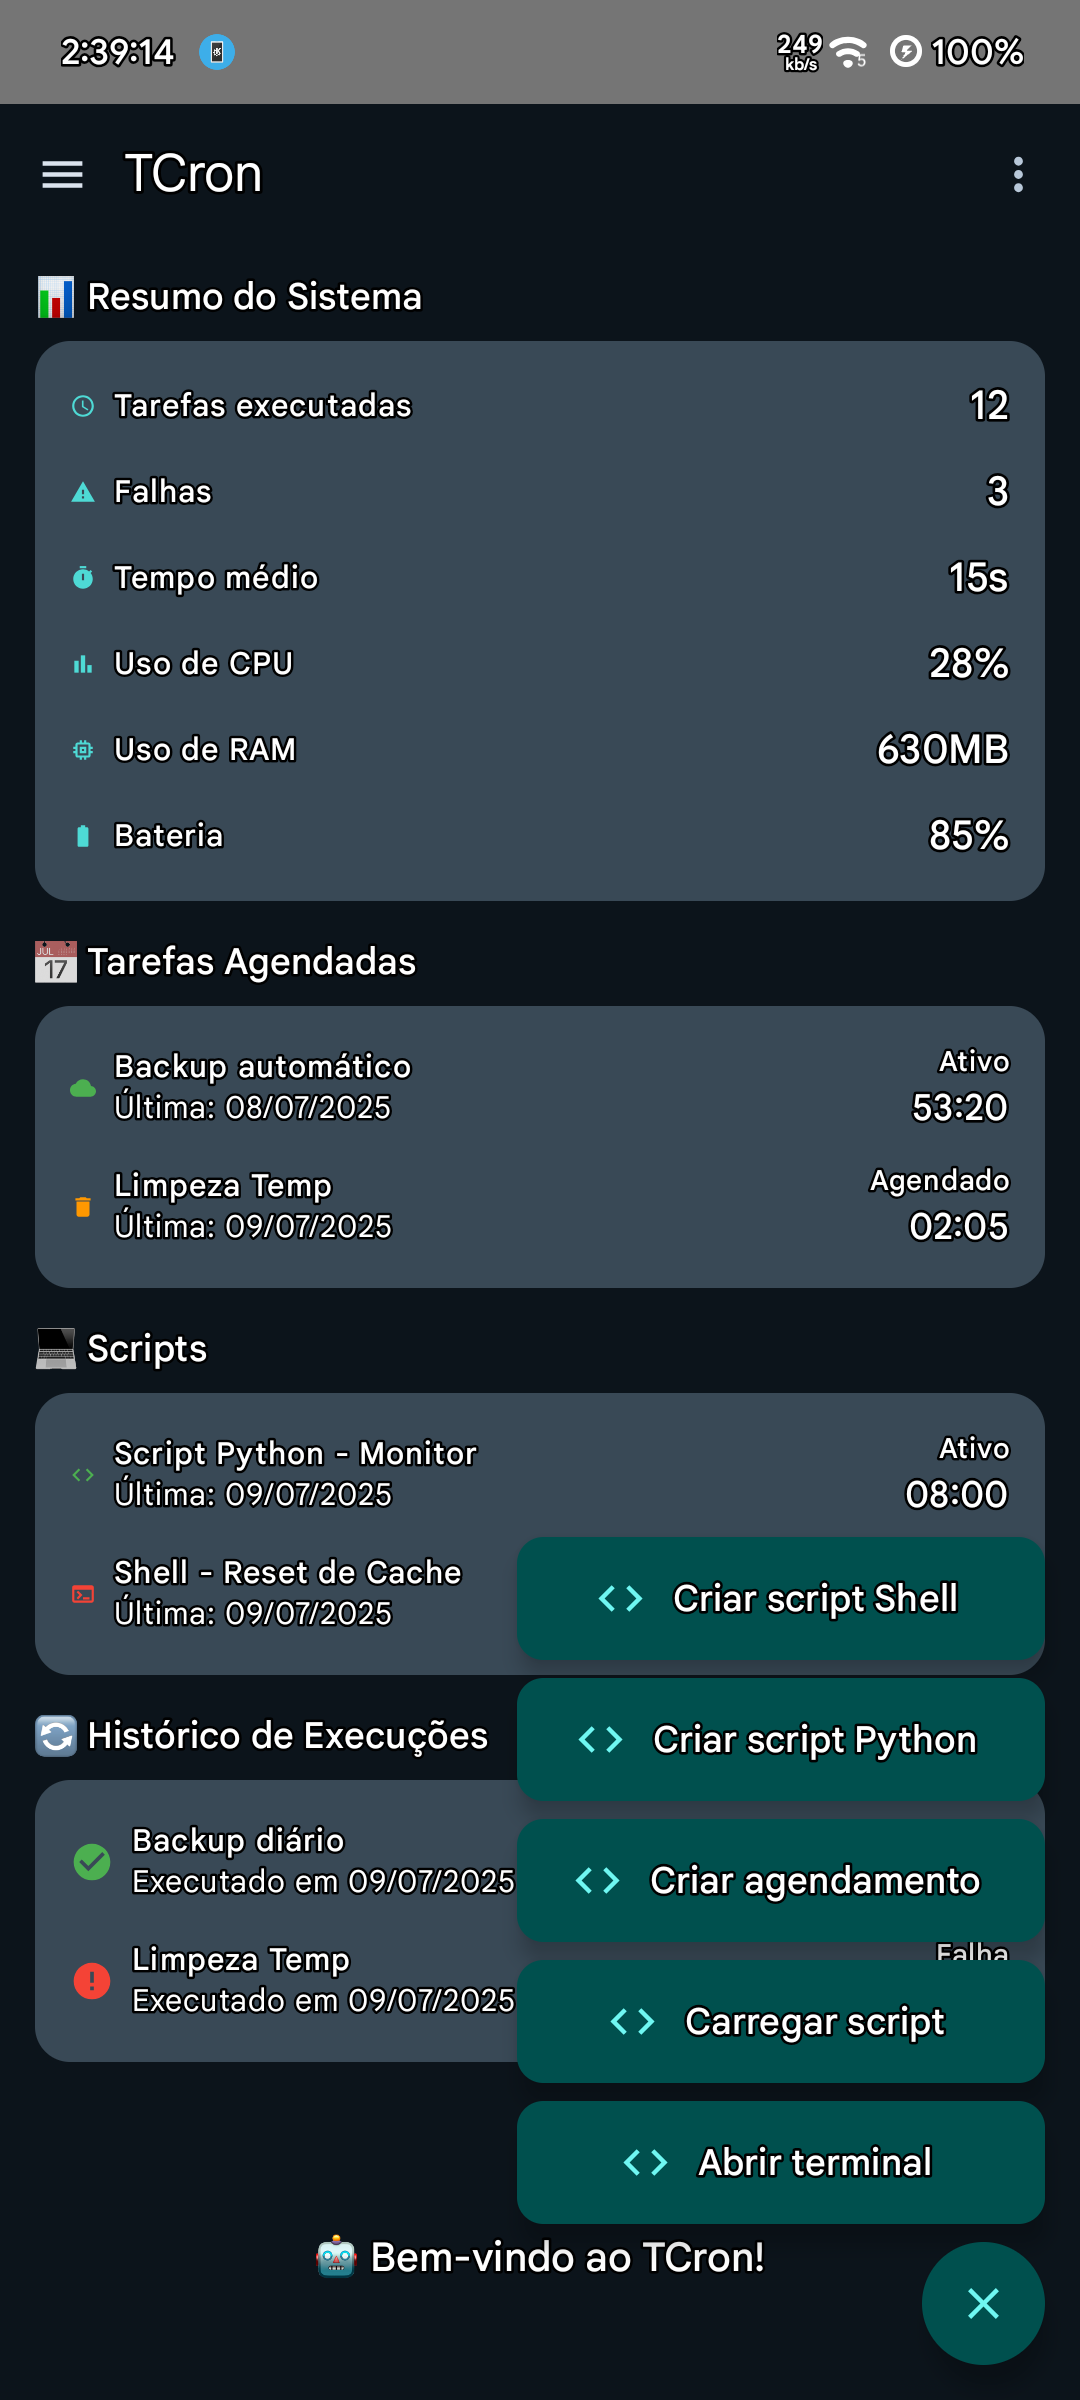 2:39:14
249
kb/s
5
100%
TCron
Resumo do Sistema
Tarefas executadas 12
Falhas 3
Tempo médio 15s
Uso de CPU 28%
Uso de RAM 630MB
Bateria 85%
JUL
17
Tarefas Agendadas
Backup automático Ativo
Última: 08/07/2025 53:20
Limpeza Temp Agendado
Última: 09/07/2025 02:05
Scripts
Script Python - Monitor Ativo
Última: 09/07/2025 08:00
Shell - Reset de Cache
Última: 09/07/2025
Criar script Shell
Histórico de Execuções
Criar script Python
Backup diário
Executado em 09/07/2025
Criar agendamento
Limpeza Temp Falha
Executado em 09/07/2025
Carregar script
Abrir terminal
Bem-vindo ao TCron!